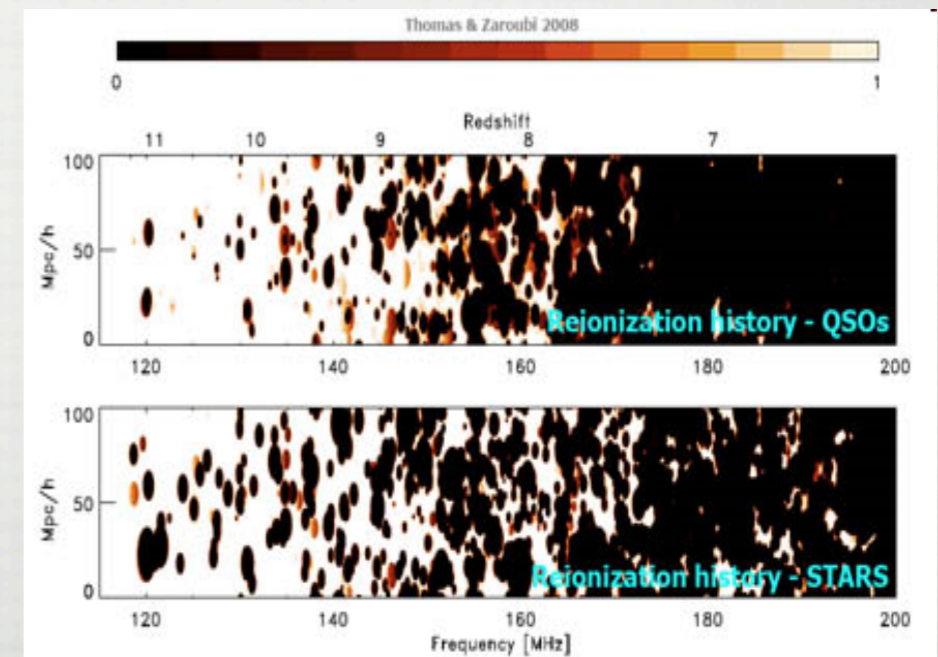 Thomas & Zaroubi 2008
0 1
Redshift
11 10 9 8 7
100
Mpc/h
50
0
Reionization history - QSOs
120 140 160 180 200
100
Mpc/h
50
0
Reionization history - STARS
120 140 160 180 200
Frequency [MHz]